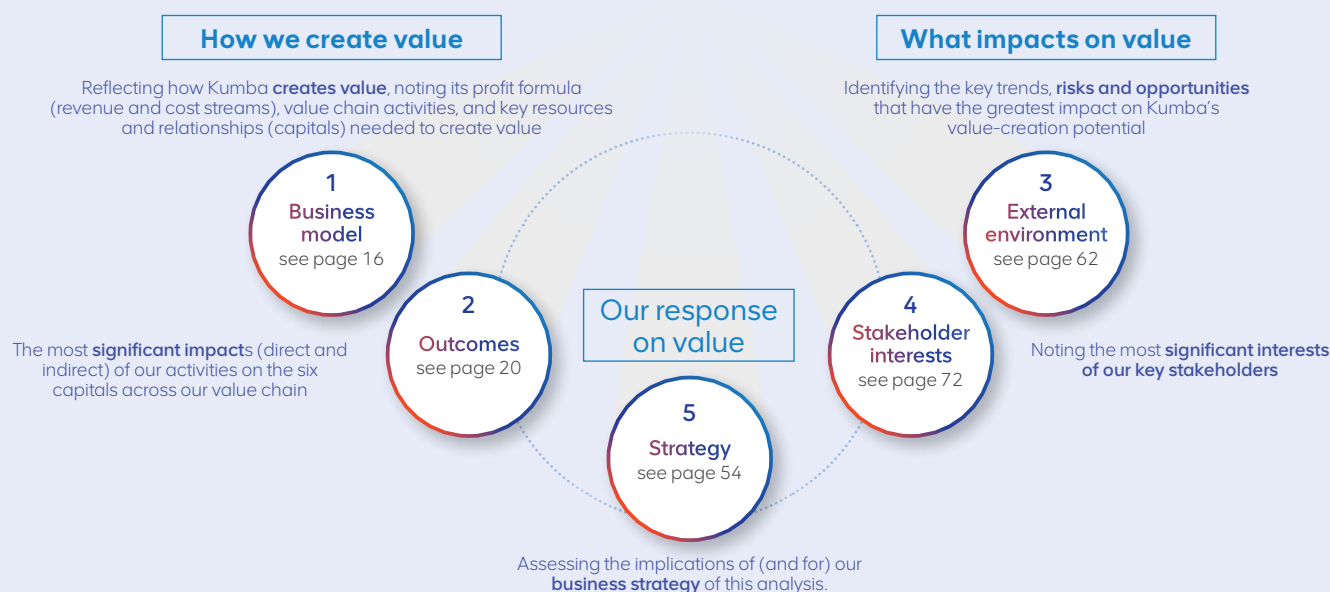 How we create value
Reflecting how Kumba creates value, noting its profit formula
(revenue and cost streams), value chain activities, and key resources
and relationships (capitals) needed to create value
1
Business
model
see page 16
2
Outcomes
see page 20
The most significant impacts (direct and
indirect) of our activities on the six
capitals across our value chain
What impacts on value
Identifying the key trends, risks and opportunities
that have the greatest impact on Kumba's
value-creation potential
3
External
environment
see page 62
4
Stakeholder
interests
see page 72
Noting the most significant interests
of our key stakeholders
Our response
on value
5
Strategy
see page 54
Assessing the implications of (and for) our
business strategy of this analysis.